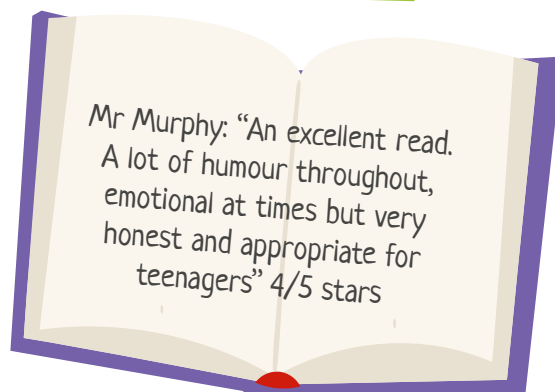 Mr Murphy: “An excellent read.
A lot of humour throughout,
emotional at times but very
honest and appropriate for
teenagers” 4/5 stars